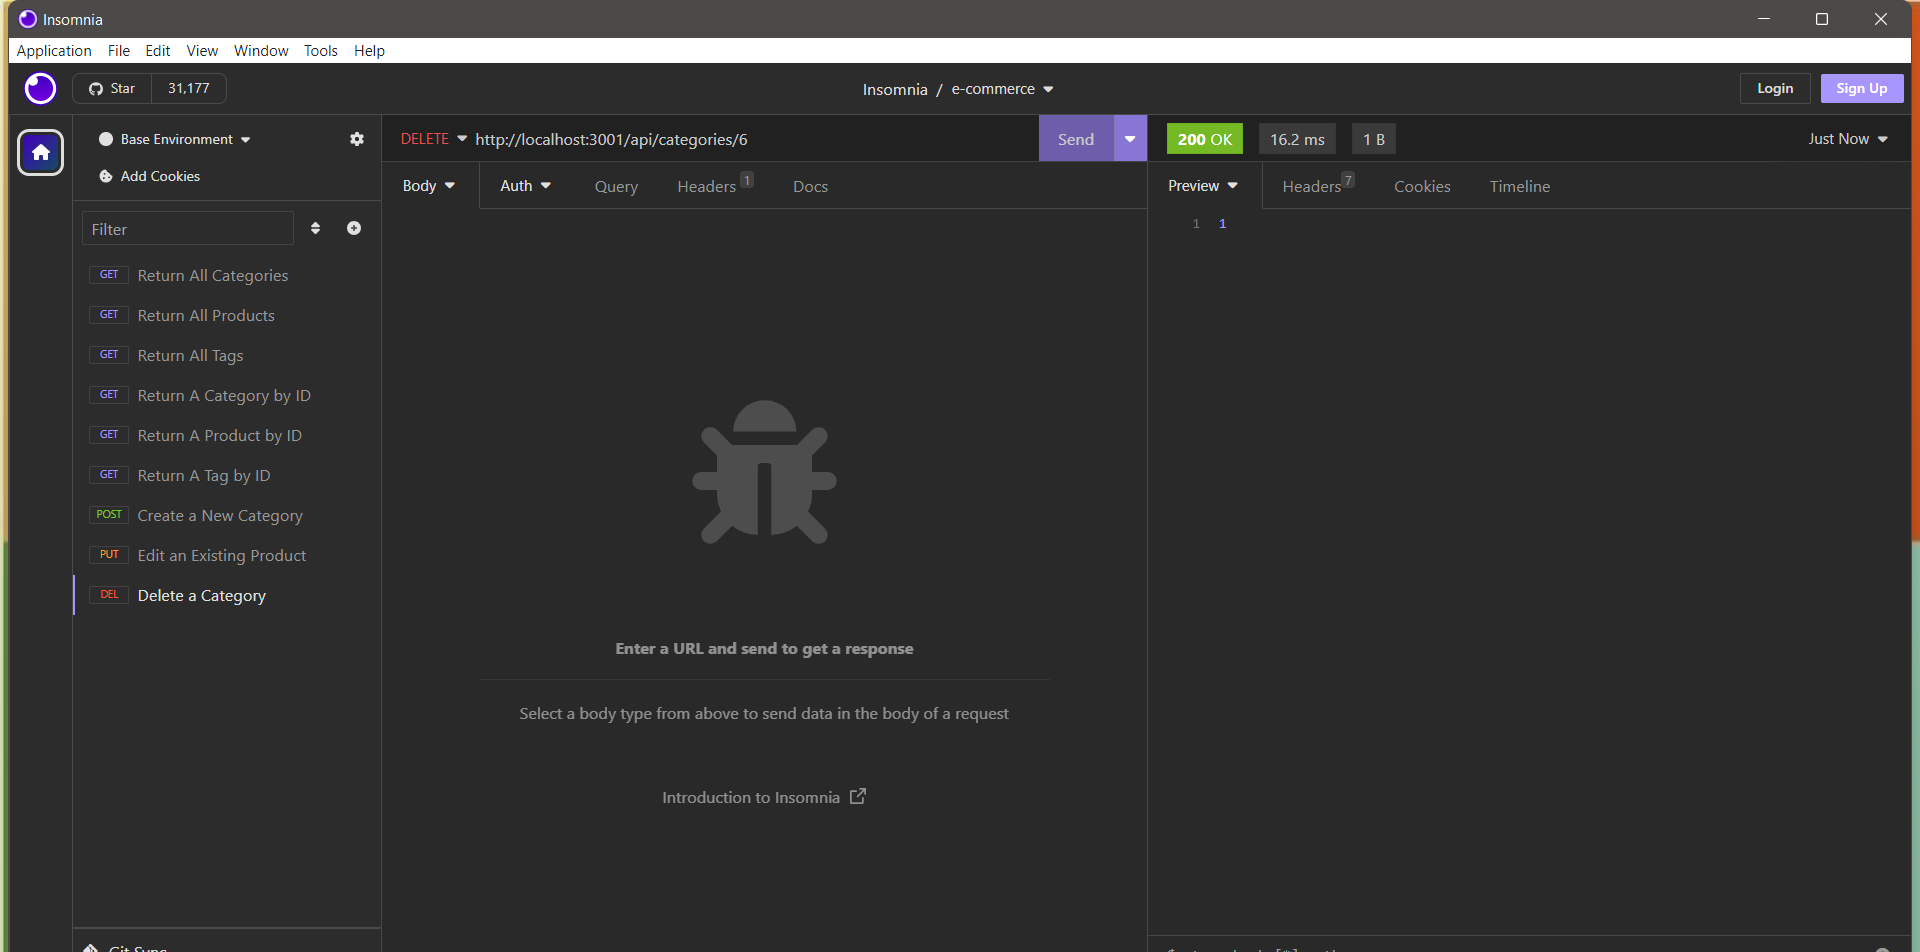 Insomnia
Application File Edit View Window Tools Help
Star 31,177
Insomnia / e-commerce
Login Sign Up
Base Environment
Add Cookies
Filter
GET Return All Categories
GET Return All Products
GET Return All Tags
GET Return A Category by ID
GET Return A Product by ID
GET Return A Tag by ID
POST Create a New Category
PUT Edit an Existing Product
DEL Delete a Category
DELETE http://localhost:3001/api/categories/6 Send
Body Auth Query Headers 1 Docs
Enter a URL and send to get a response
Select a body type from above to send data in the body of a request
Introduction to Insomnia
200 OK 16.2 ms 1 B Just Now
Preview Headers 7 Cookies Timeline
1 1
Git Sync